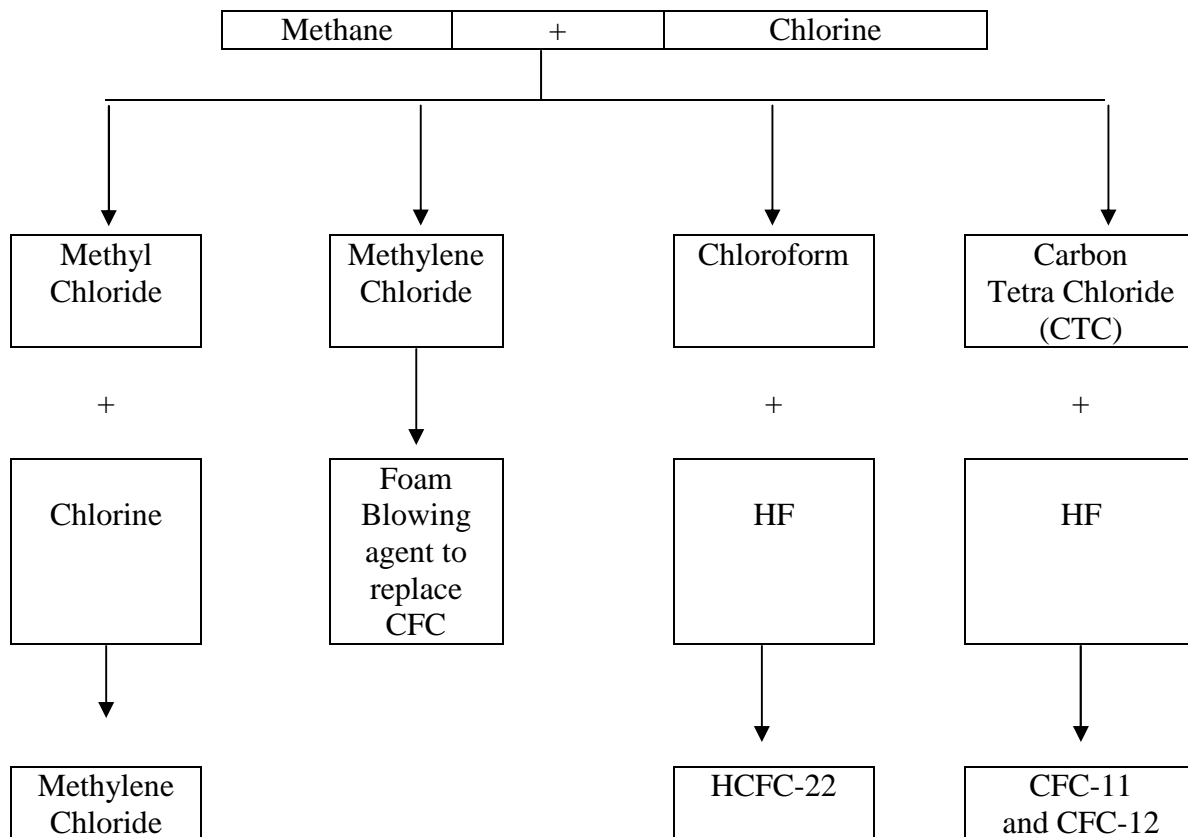 Methane + Chlorine
Methyl
Chloride
Methylene
Chloride
Chloroform
Carbon
Tetra Chloride
(CTC)
+
+
+
Chlorine
Foam
Blowing
agent to
replace
CFC
HF
HF
Methylene
Chloride
HCFC-22
CFC-11
and CFC-12